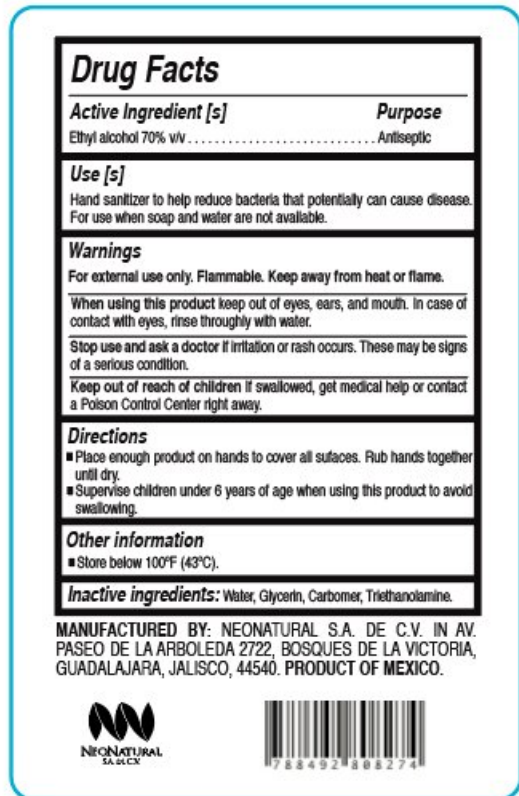 Drug Facts
Active Ingredient [s] Purpose
Ethyl alcohol 70% v/v............................Antiseptic
Use [s]
Hand sanitizer to help reduce bacteria that potentially can cause disease.
For use when soap and water are not available.
Warnings
For external use only. Flammable. Keep away from heat or flame.
When using this product keep out of eyes, ears, and mouth. In case of
contact with eyes, rinse throughly with water.
Stop use and ask a doctor if irritation or rash occurs. These may be signs
of a serious condition.
Keep out of reach of children If swallowed, get medical help or contact
a Poison Control Center right away.
Directions
▪ Place enough product on hands to cover all sufaces. Rub hands together
until dry.
▪ Supervise children under 6 years of age when using this product to avoid
swallowing.
Other information
▪ Store below 100ºF (43ºC).
Inactive ingredients: Water, Glycerin, Carbomer, Triethanolamine.
MANUFACTURED BY: NEONATURAL S.A. DE C.V. IN AV.
PASEO DE LA ARBOLEDA 2722, BOSQUES DE LA VICTORIA,
GUADALAJARA, JALISCO, 44540. PRODUCT OF MEXICO.
NEONATURAL
S.A. DE C.V.
788492 808274